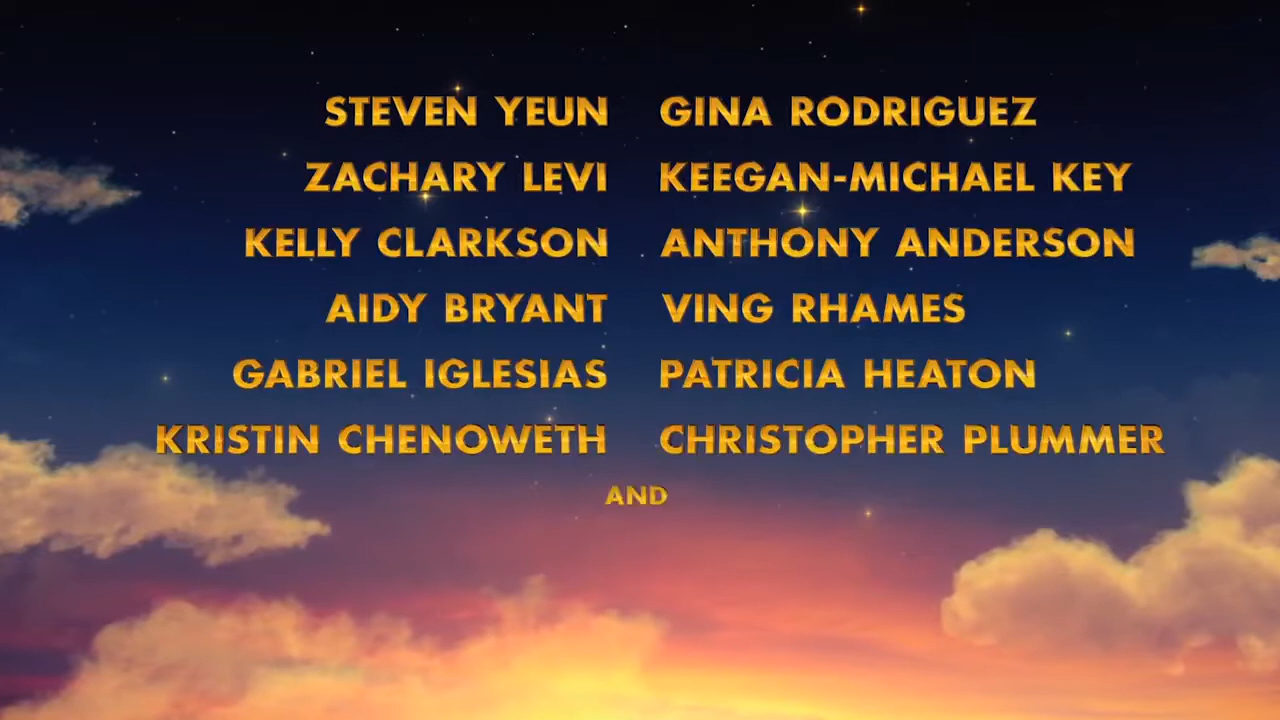 STEVEN YEUN GINA RODRIGUEZ
ZACHARY LEVI KEEGAN-MICHAEL KEY
KELLY CLARKSON ANTHONY ANDERSON
AIDY BRYANT VING RHAMES
GABRIEL IGLESIAS PATRICIA HEATON
KRISTIN CHENOWETH CHRISTOPHER PLUMMER
AND